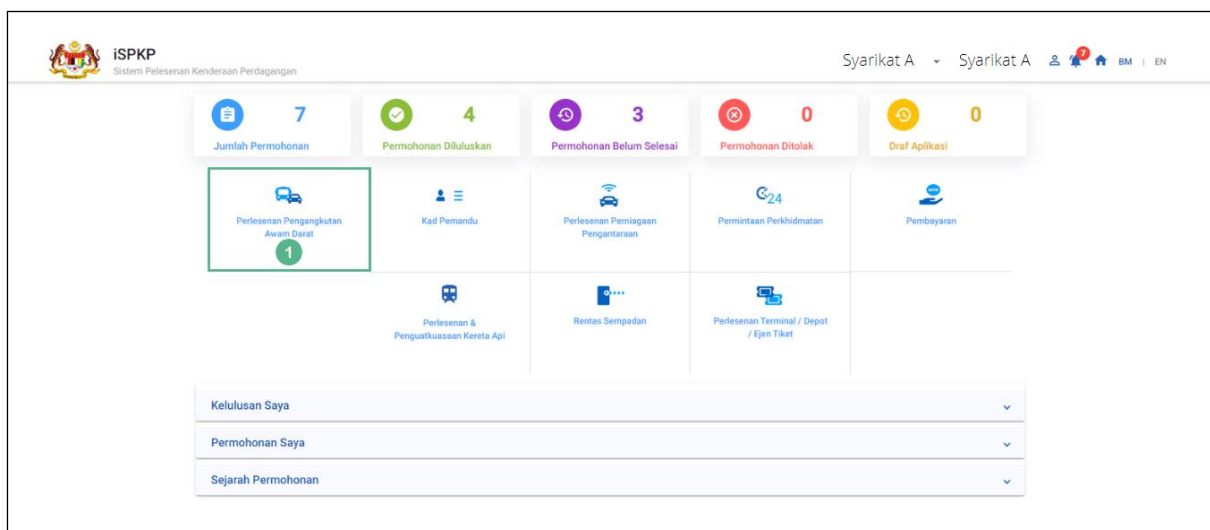 iSPKP
Sistem Pelesenan Kenderaan Perdagangan
Syarikat A
Syarikat A
7
BM | EN
7
Jumlah Permohonan
4
Permohonan Diluluskan
3
Permohonan Belum Selesai
0
Permohonan Ditolak
0
Draf Aplikasi
Perlesenan Pengangkutan
Awam Darat
1
Kad Pemandu
Perlesenan Perniagaan
Pengantaraan
24
Permintaan Perkhidmatan
Pembayaran
Perlesenan &
Penguatkuasaan Kereta Api
Rentas Sempadan
Perlesenan Terminal / Depot
/ Ejen Tiket
Kelulusan Saya
Permohonan Saya
Sejarah Permohonan